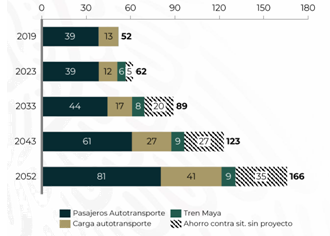 0 30 60 90 120 150 180
2019 39 13 52
2023 39 12 6 5 62
2033 44 17 8 20 89
2043 61 27 9 27 123
2052 81 41 9 35 166
Pasajeros Autotransporte Tren Maya
Carga autotransporte Ahorro contra sit. sin proyecto